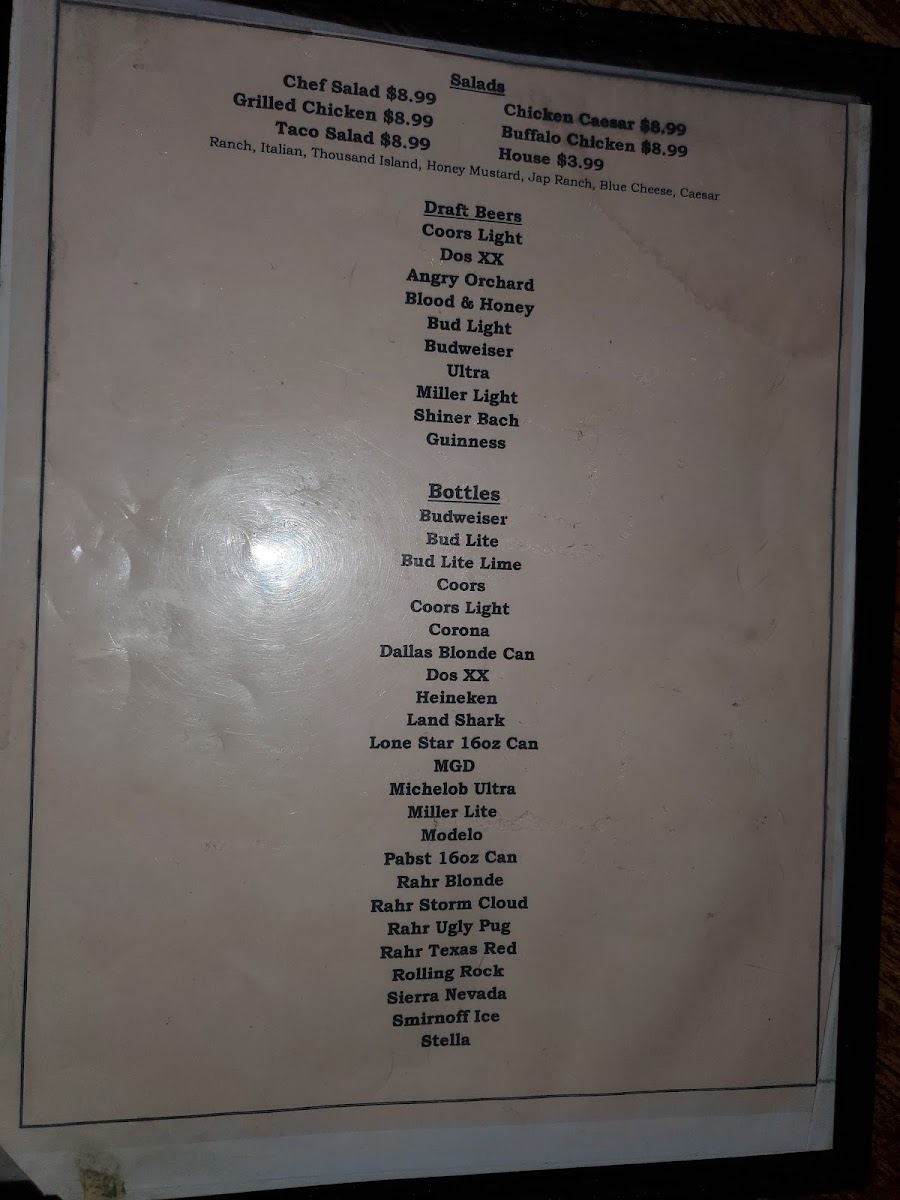 Salads
Chef Salad $8.99
Chicken Caesar $8.99
Grilled Chicken $8.99
Buffalo Chicken $8.99
Taco Salad $8.99
House $3.99
Ranch, Italian, Thousand Island, Honey Mustard, Jap Ranch, Blue Cheese, Caesar
Draft Beers
Coors Light
Dos XX
Angry Orchard
Blood & Honey
Bud Light
Budweiser
Ultra
Miller Light
Shiner Bach
Guinness
Bottles
Budweiser
Bud Lite
Bud Lite Lime
Coors
Coors Light
Corona
Dallas Blonde Can
Dos XX
Heineken
Land Shark
Lone Star 16oz Can
MGD
Michelob Ultra
Miller Lite
Modelo
Pabst 16oz Can
Rahr Blonde
Rahr Storm Cloud
Rahr Ugly Pug
Rahr Texas Red
Rolling Rock
Sierra Nevada
Smirnoff Ice
Stella